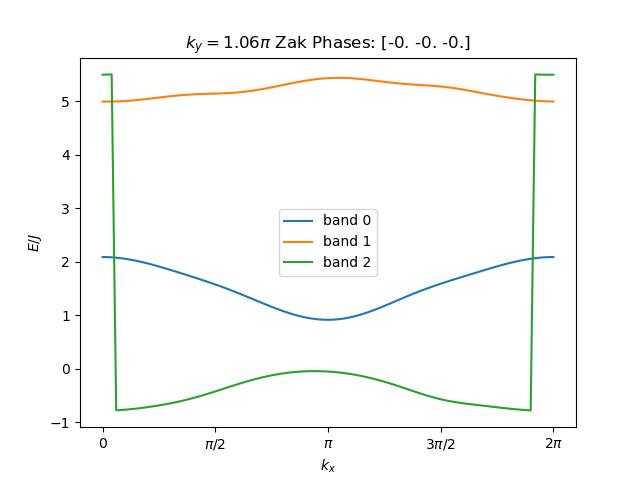 k_y = 1.06π Zak Phases: [-0. -0. -0.]
E/J
5
4
3
2
1
0
−1
band 0
band 1
band 2
0
π/2
π
3π/2
2π
k_x